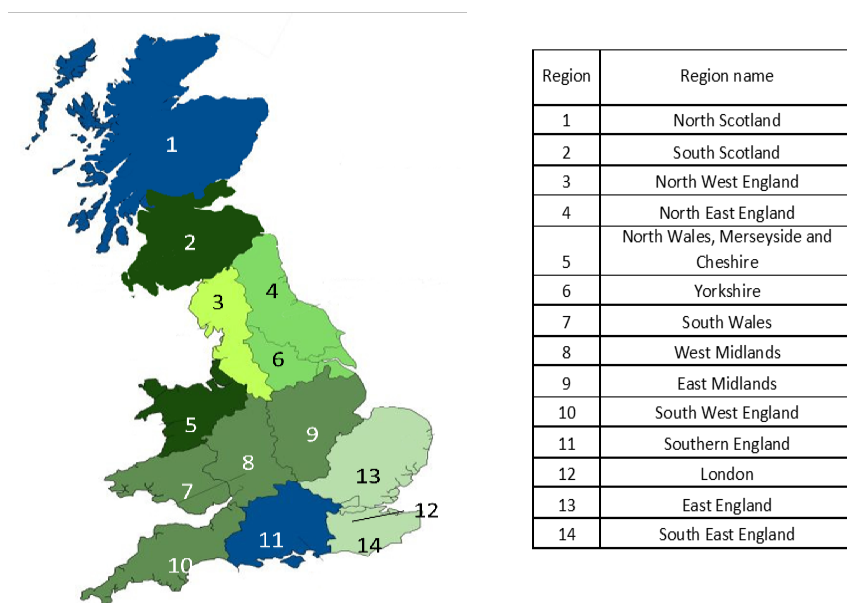 1
2
3
4
6
5
9
8
13
7
12
11
14
10
Region Region name
1 North Scotland
2 South Scotland
3 North West England
4 North East England
North Wales, Merseyside and
5 Cheshire
6 Yorkshire
7 South Wales
8 West Midlands
9 East Midlands
10 South West England
11 Southern England
12 London
13 East England
14 South East England